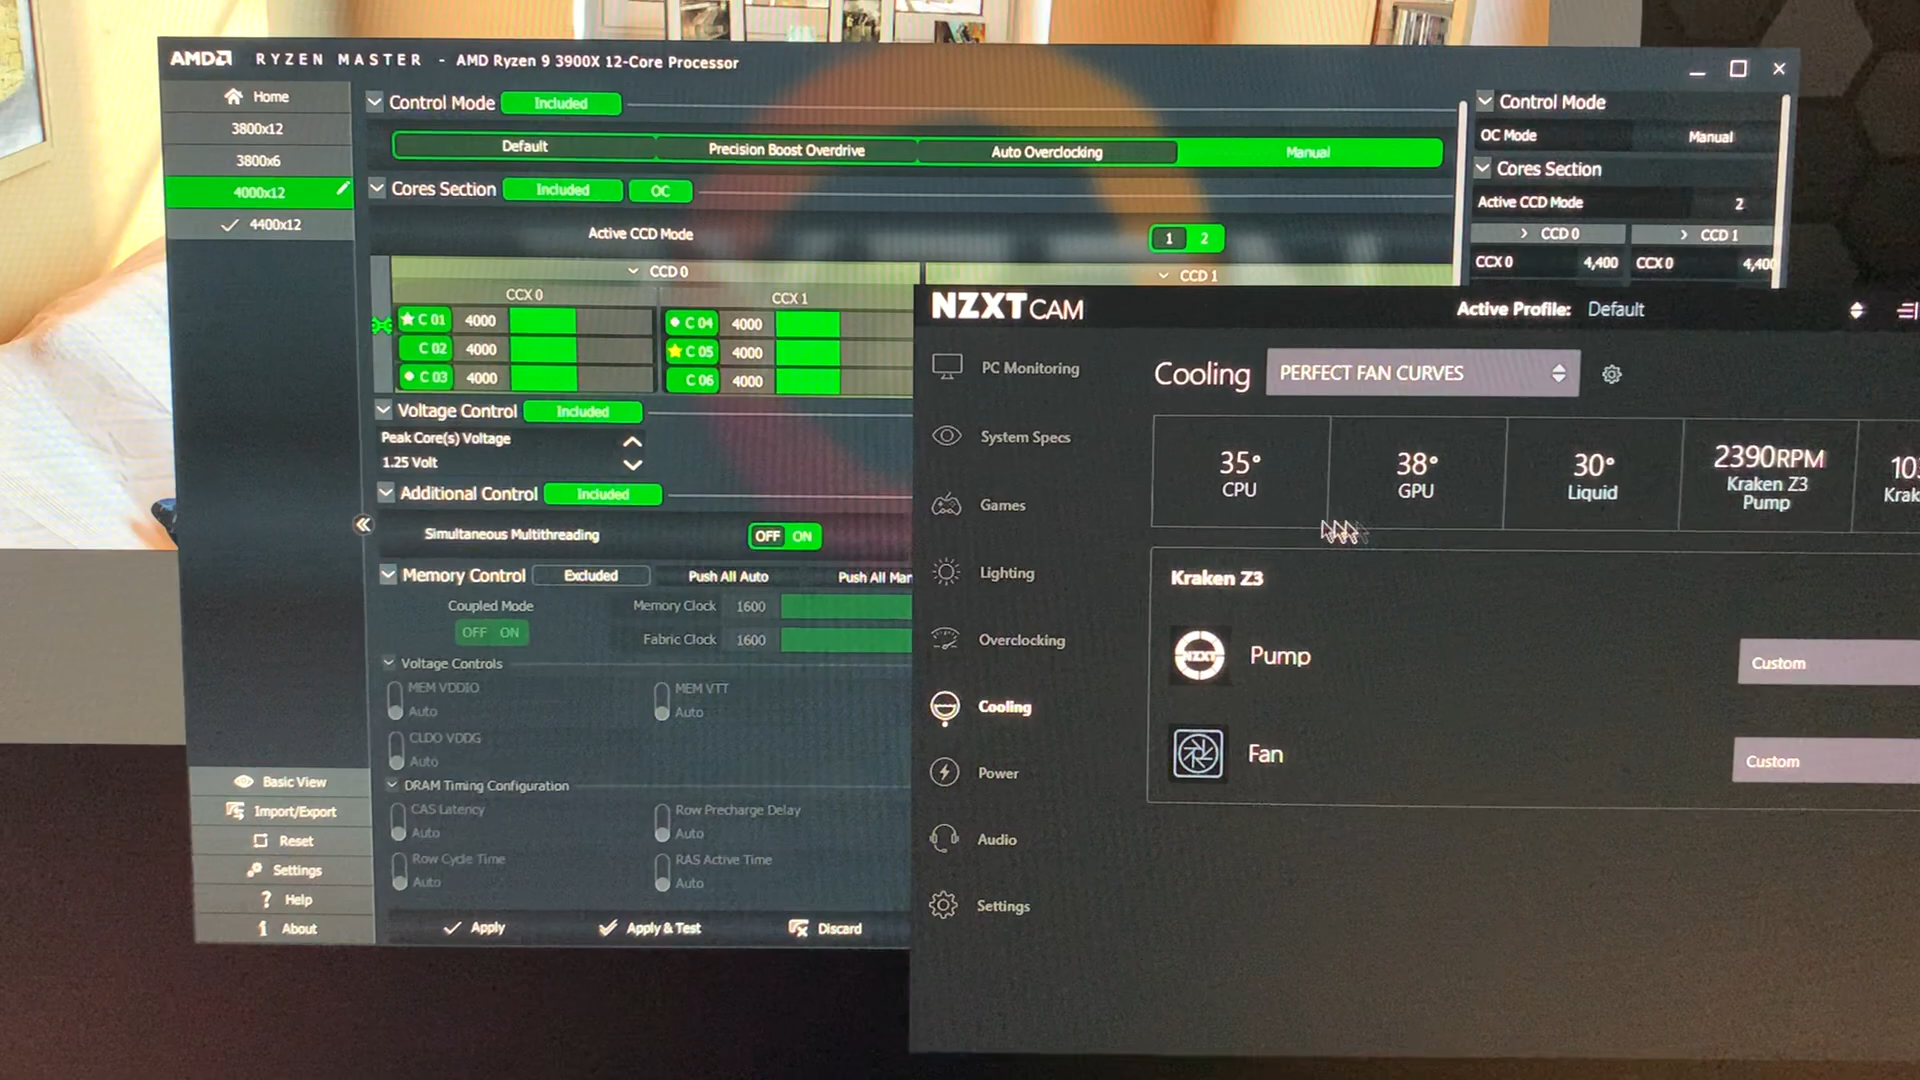 AMD RYZEN MASTER - AMD Ryzen 9 3900X 12-Core Processor
Home
3800x12
3800x6
4000x12
4400x12
Basic View
Import/Export
Reset
Settings
Help
About
Control Mode Included
Default Precision Boost Overdrive Auto Overclocking Manual
Cores Section Included OC
Active CCD Mode 1 2
CCD 0 CCD 1
CCX 0 CCX 1
C 01 4000 C 04 4000
C 02 4000 C 05 4000
C 03 4000 C 06 4000
Voltage Control Included
Peak Core(s) Voltage
1.25 Volt
Additional Control Included
Simultaneous Multithreading OFF ON
Memory Control Excluded Push All Auto Push All Man
Coupled Mode Memory Clock 1600
OFF ON Fabric Clock 1600
Voltage Controls
MEM VDDIO MEM VTT
Auto Auto
CLDO VDDG
Auto
DRAM Timing Configuration
CAS Latency Row Precharge Delay
Auto Auto
Row Cycle Time RAS Active Time
Auto Auto
Apply Apply & Test Discard
Control Mode
OC Mode Manual
Cores Section
Active CCD Mode 2
CCD 0 CCD 1
CCX 0 4,400 CCX 0 4,400
NZXT CAM Active Profile: Default
PC Monitoring
System Specs
Games
Lighting
Overclocking
Cooling
Power
Audio
Settings
Cooling PERFECT FAN CURVES
35° 38° 30° 2390RPM
CPU GPU Liquid Kraken Z3
Pump
Kraken Z3
NZXT Pump Custom
Fan Custom